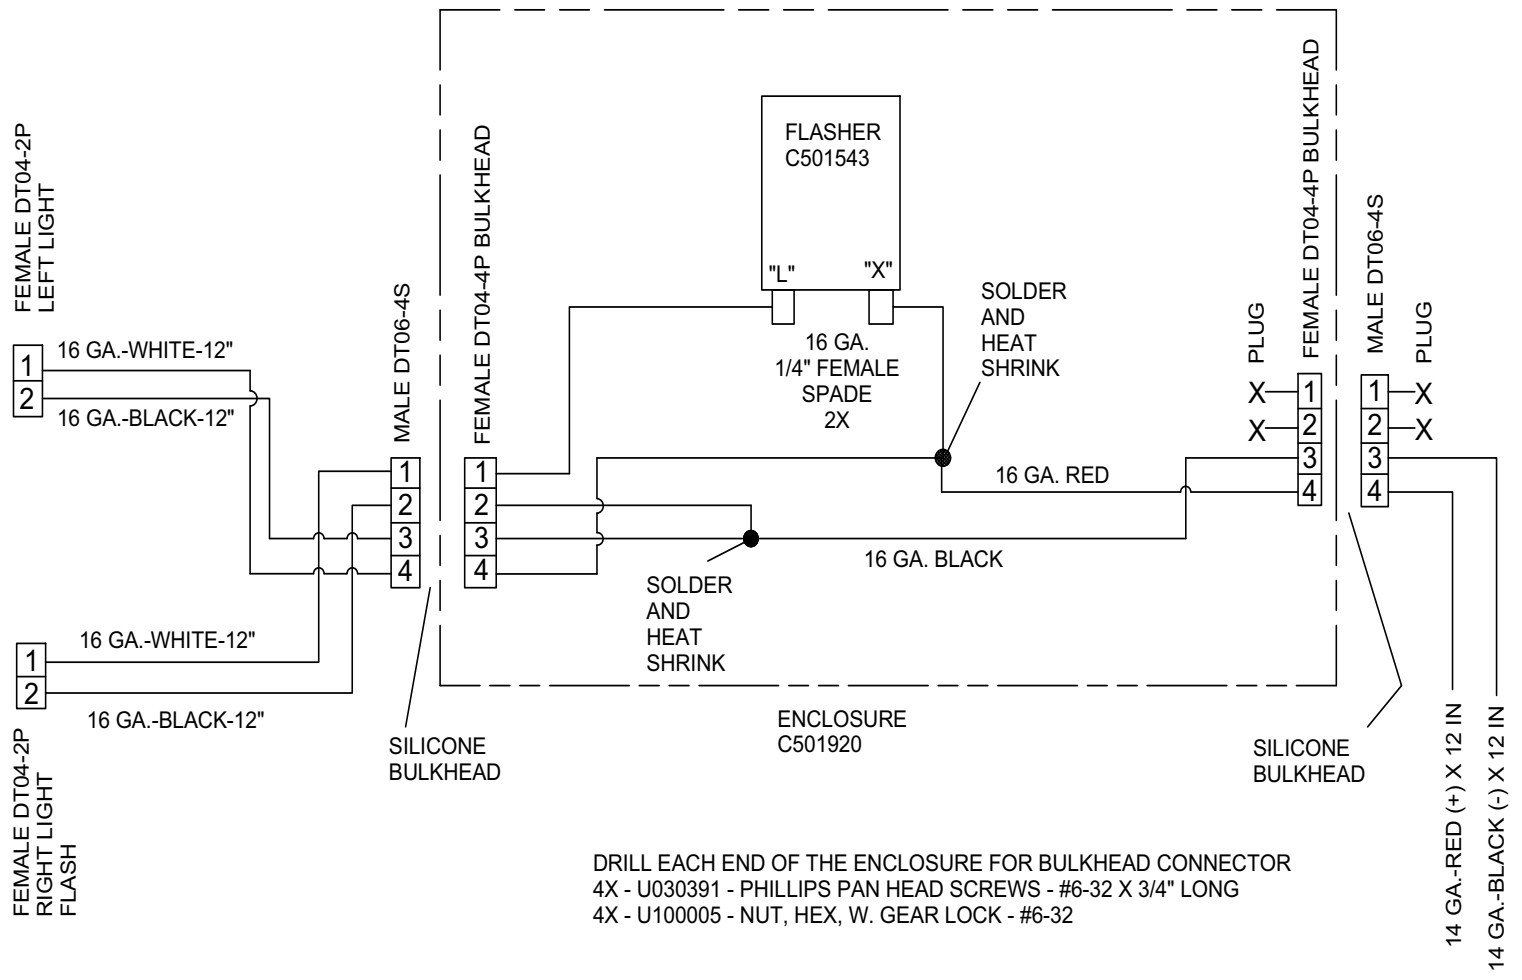 FEMALE DT04-2P
LEFT LIGHT
1
2
16 GA.-WHITE-12"
16 GA.-BLACK-12"
MALE DT06-4S
1
2
3
4
FEMALE DT04-4P BULKHEAD
1
2
3
4
FLASHER
C501543
"L"
"X"
16 GA.
1/4" FEMALE
SPADE
2X
SOLDER
AND
HEAT
SHRINK
16 GA. RED
16 GA. BLACK
SOLDER
AND
HEAT
SHRINK
PLUG
X
X
FEMALE DT04-4P BULKHEAD
1
2
3
4
MALE DT06-4S
1
2
3
4
PLUG
X
X
16 GA.-WHITE-12"
1
2
16 GA.-BLACK-12"
FEMALE DT04-2P
RIGHT LIGHT
FLASH
SILICONE
BULKHEAD
ENCLOSURE
C501920
SILICONE
BULKHEAD
14 GA.-RED (+) X 12 IN
14 GA.-BLACK (-) X 12 IN
DRILL EACH END OF THE ENCLOSURE FOR BULKHEAD CONNECTOR
4X - U030391 - PHILLIPS PAN HEAD SCREWS - #6-32 X 3/4" LONG
4X - U100005 - NUT, HEX, W. GEAR LOCK - #6-32